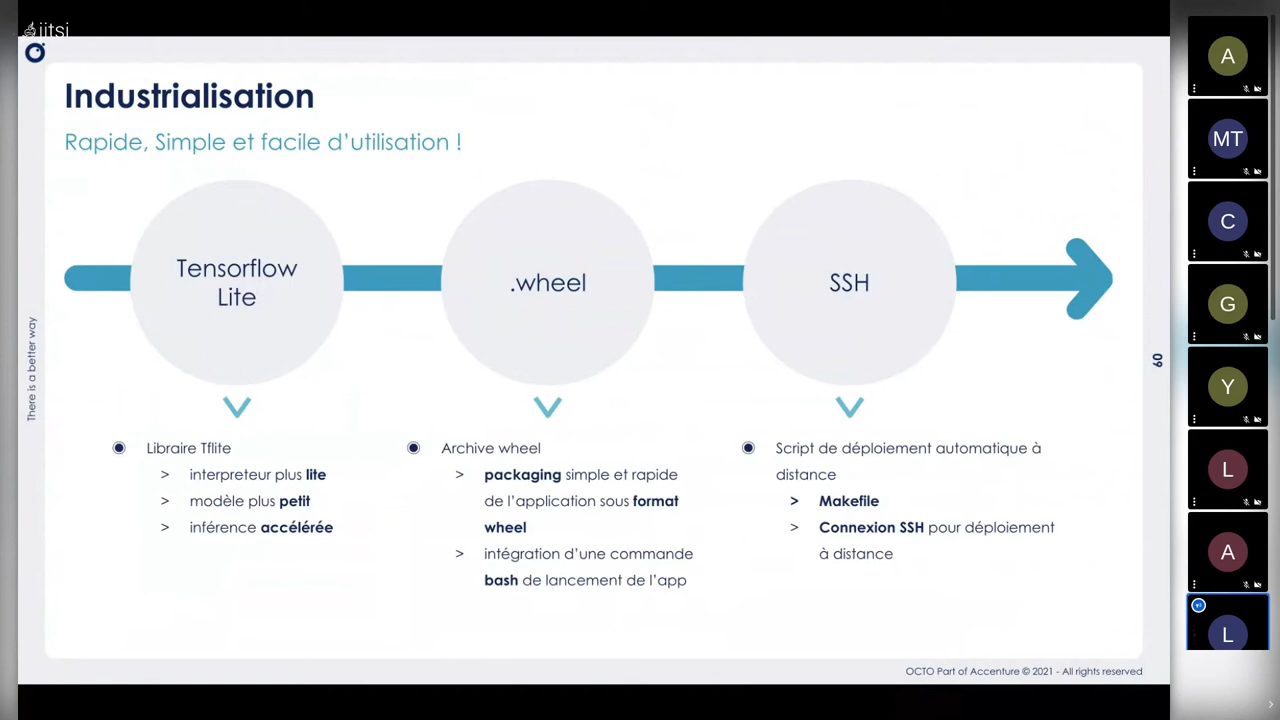 jitsi
Industrialisation
Rapide, Simple et facile d'utilisation !
Tensorflow
Lite
.wheel
SSH
Libraire Tflite
> interpreteur plus lite
> modèle plus petit
> inférence accélérée
Archive wheel
> packaging simple et rapide
de l'application sous format
wheel
> intégration d'une commande
bash de lancement de l'app
Script de déploiement automatique à
distance
> Makefile
> Connexion SSH pour déploiement
à distance
There is a better way
60
OCTO Part of Accenture © 2021 - All rights reserved
A
MT
C
G
Y
L
A
L